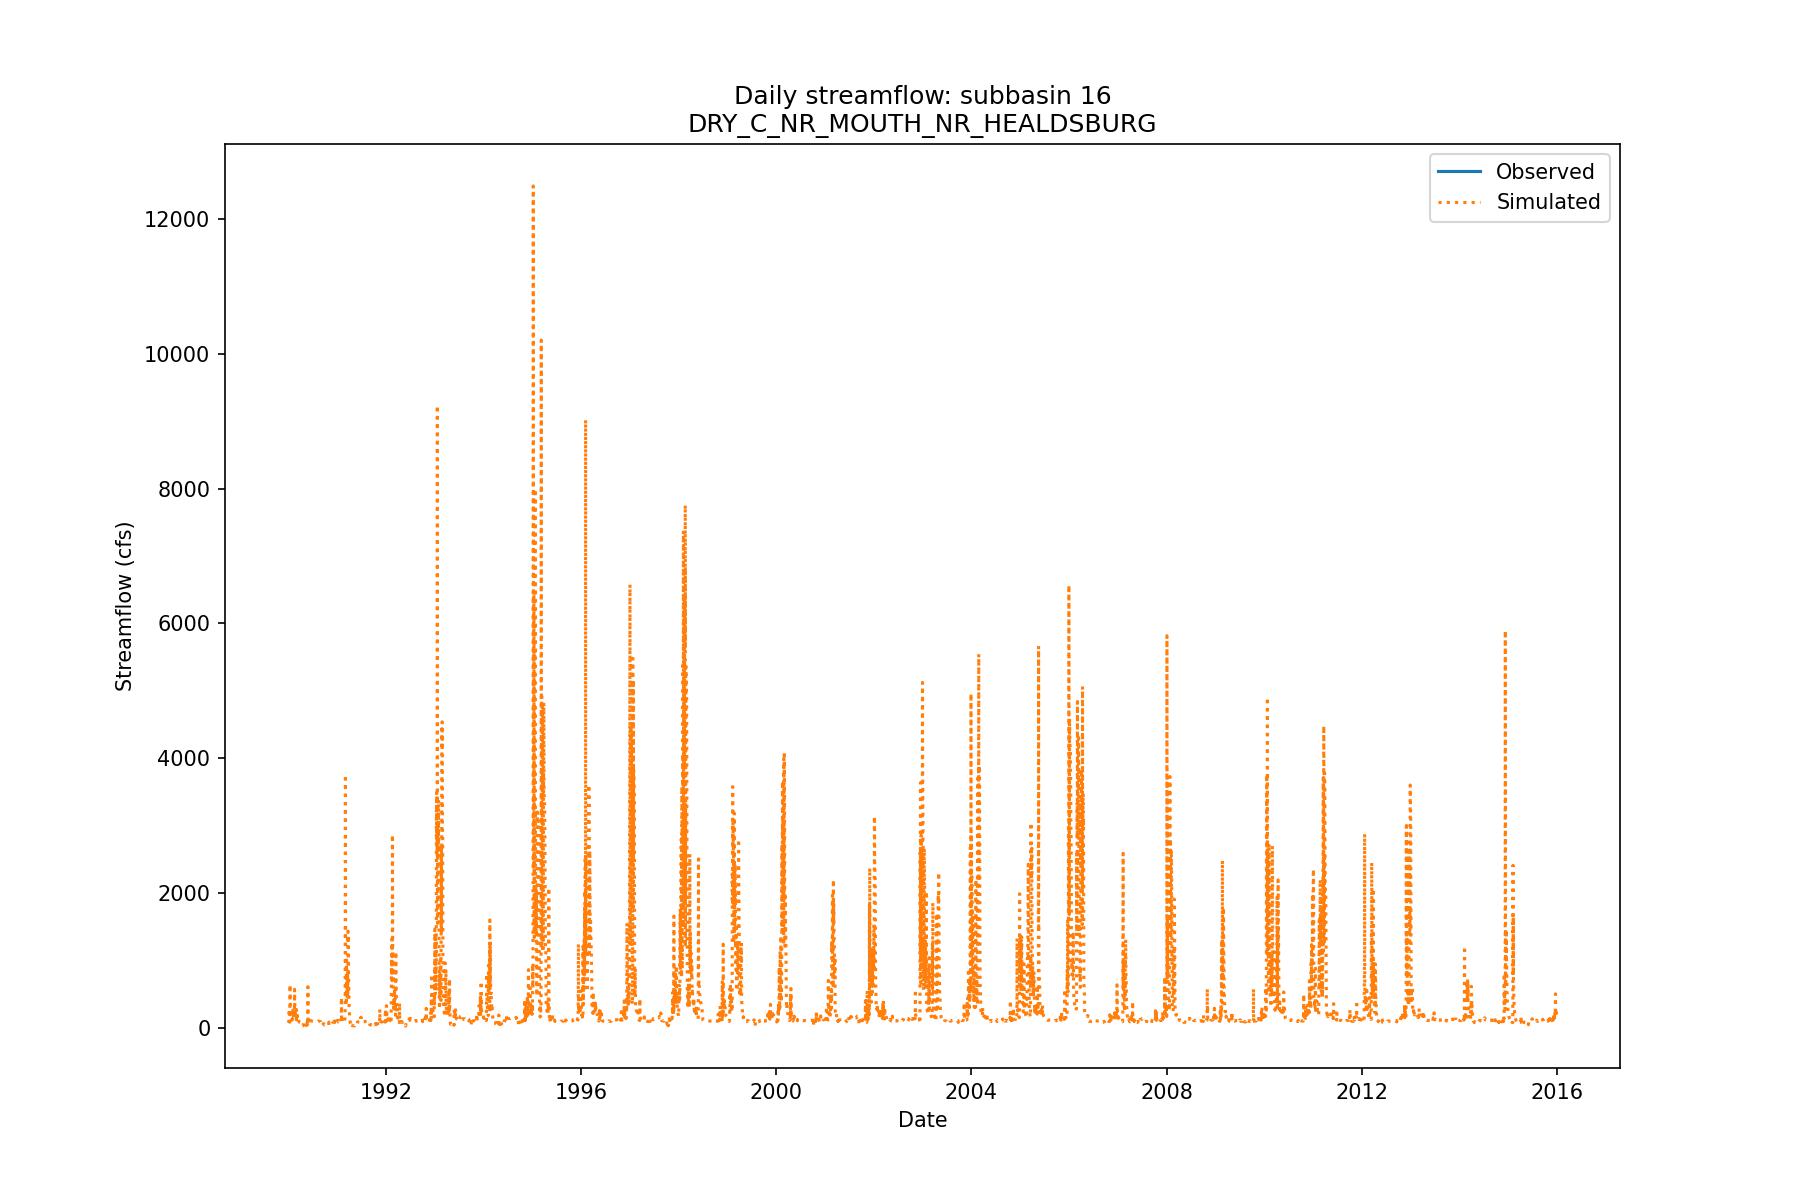 Daily streamflow: subbasin 16
DRY_C_NR_MOUTH_NR_HEALDSBURG
Observed
Simulated
12000
10000
8000
6000
4000
2000
0
Streamflow (cfs)
1992 1996 2000 2004 2008 2012 2016
Date